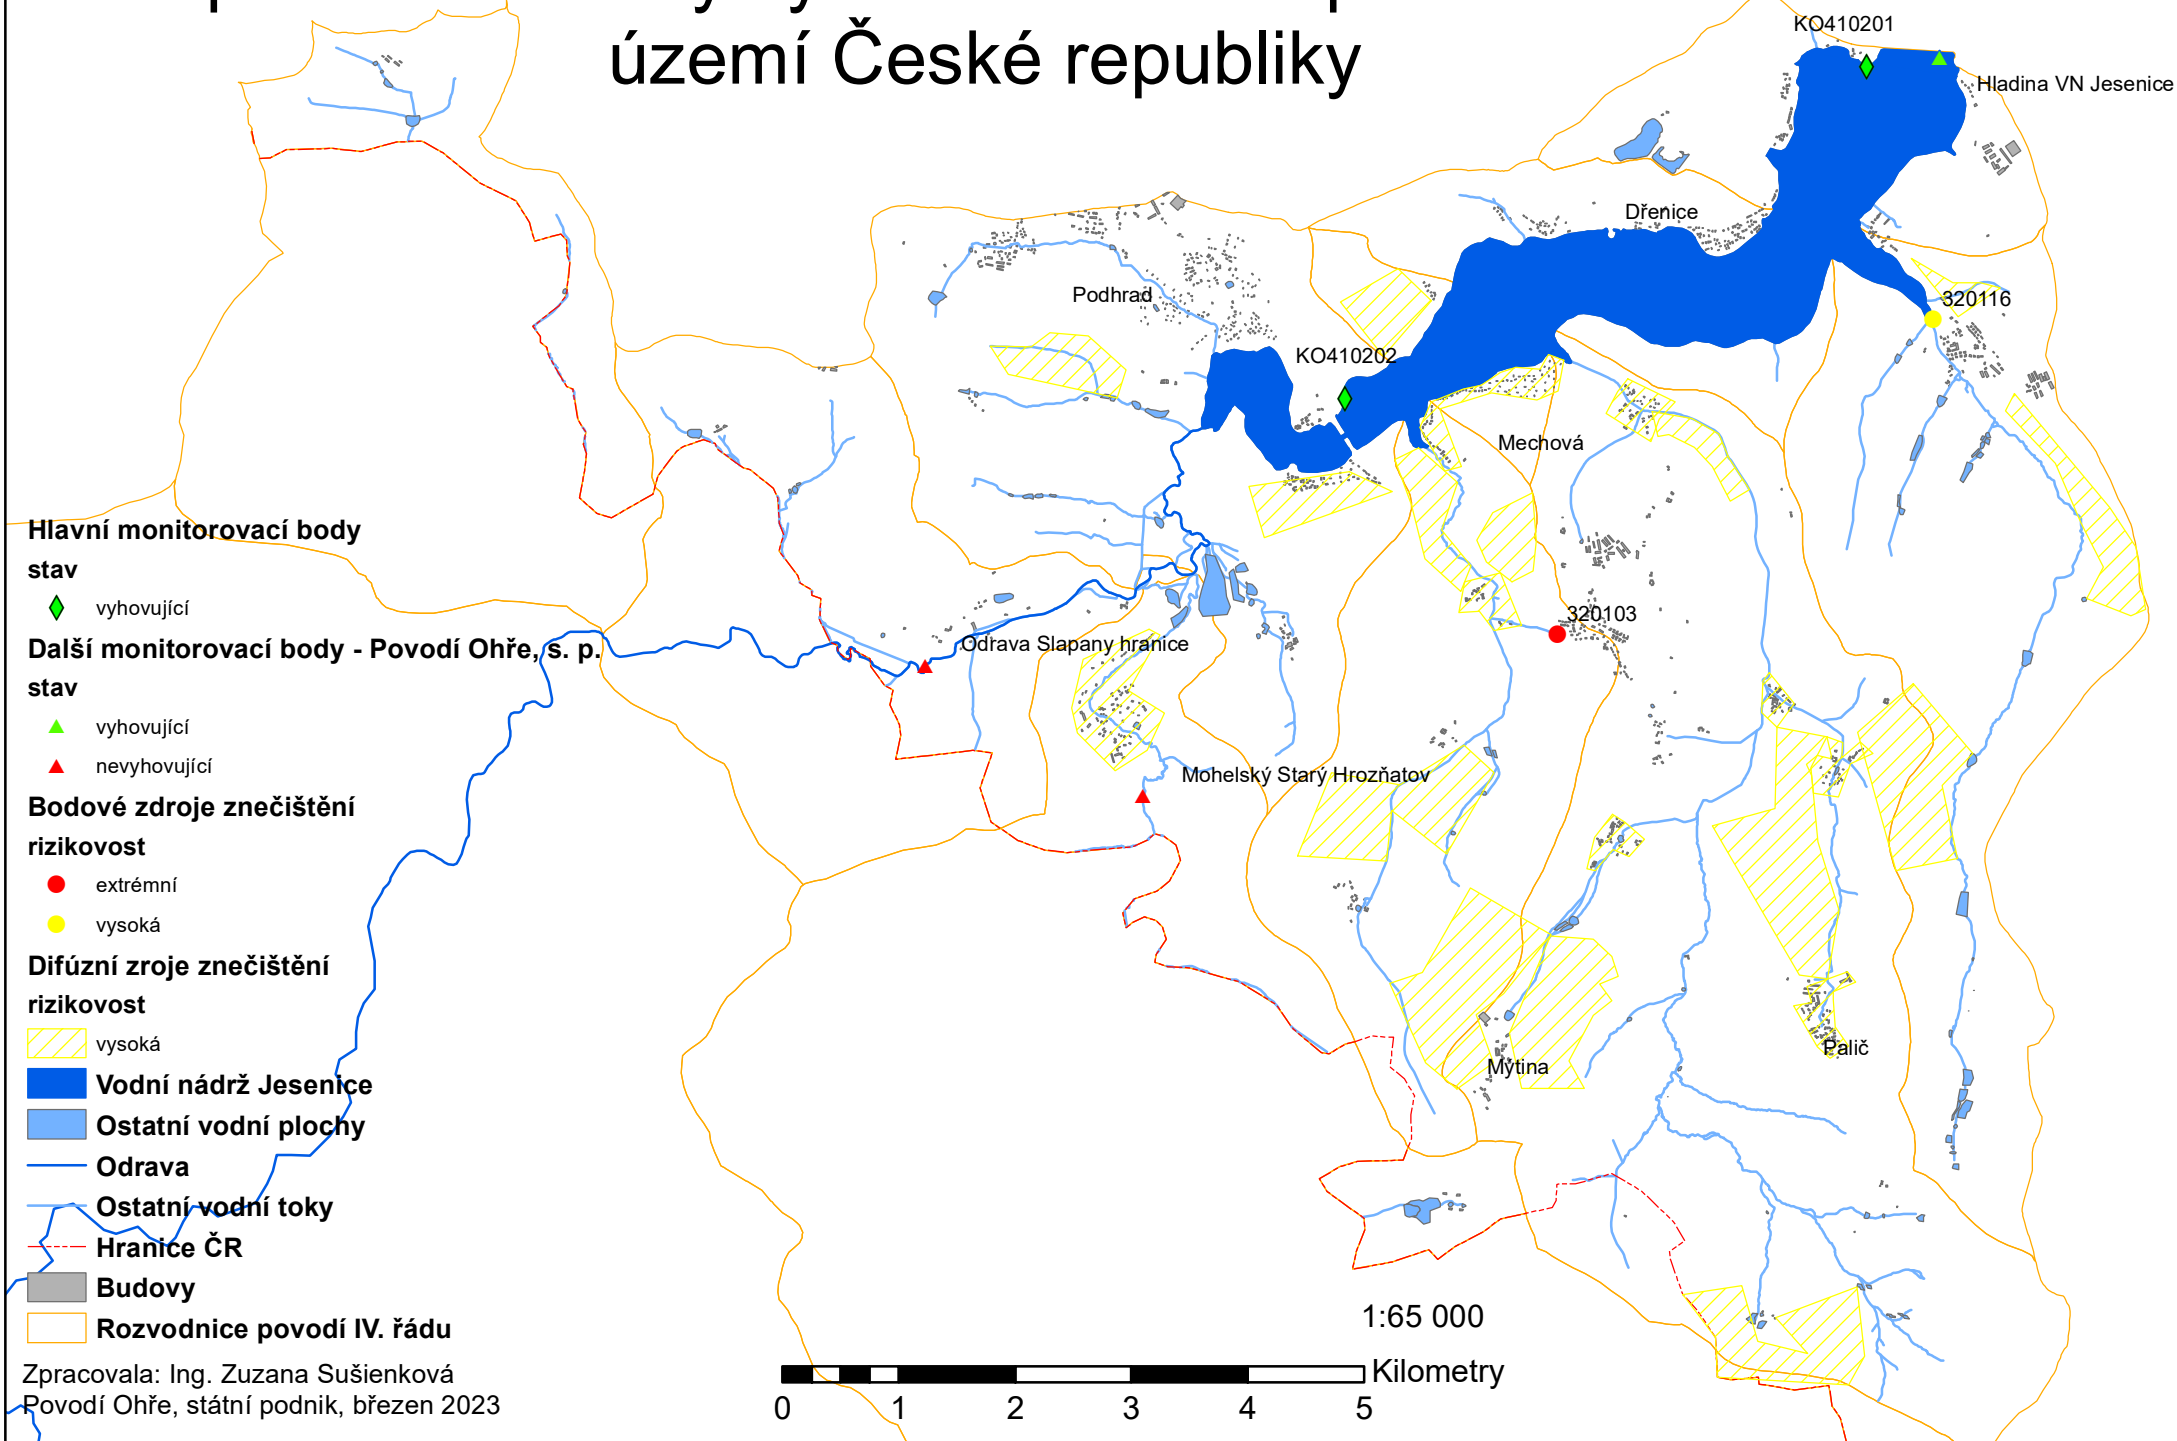 území České republiky
KO410201
Hladina VN Jesenice
Dřenice
320116
Podhrad
KO410202
Mechová
320103
Odrava Slapany hranice
Mohelský Starý Hrozňatov
Mýtina
Palič
Hlavní monitorovací body
stav
vyhovující
Další monitorovací body - Povodí Ohře, s. p.
stav
vyhovující
nevyhovující
Bodové zdroje znečištění
rizikovost
extrémní
vysoká
Difúzní zroje znečištění
rizikovost
vysoká
Vodní nádrž Jesenice
Ostatní vodní plochy
Odrava
Ostatní vodní toky
Hranice ČR
Budovy
Rozvodnice povodí IV. řádu
Zpracovala: Ing. Zuzana Sušienková
Povodí Ohře, státní podnik, březen 2023
1:65 000
Kilometry
0 1 2 3 4 5